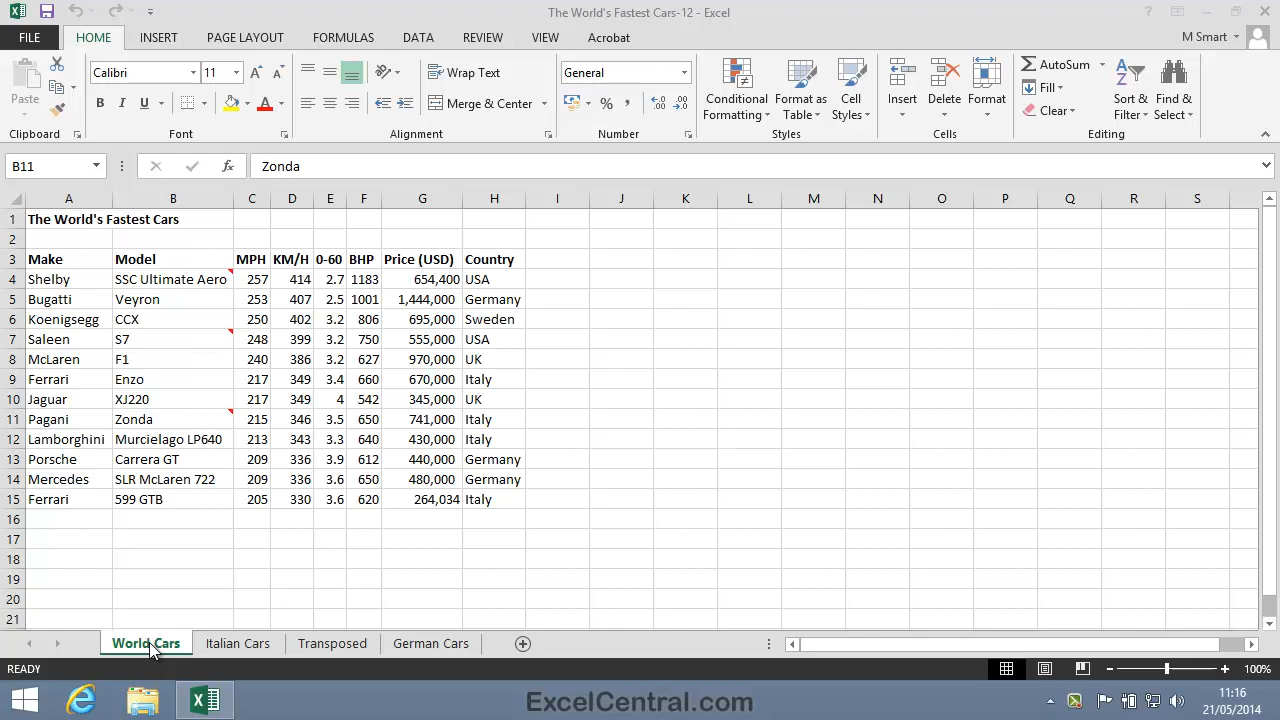 The World's Fastest Cars-12 - Excel
FILE HOME INSERT PAGE LAYOUT FORMULAS DATA REVIEW VIEW Acrobat M Smart
Paste
Calibri 11
B I U
Wrap Text
Merge & Center
General
% ,
Conditional Formatting
Format as Table
Cell Styles
Insert Delete Format
AutoSum
Fill
Clear
Sort & Filter
Find & Select
Clipboard Font Alignment Number Styles Cells Editing
B11 fx Zonda
A B C D E F G H I J K L M N O P Q R S
1 The World's Fastest Cars
2
3 Make Model MPH KM/H 0-60 BHP Price (USD) Country
4 Shelby SSC Ultimate Aero 257 414 2.7 1183 654,400 USA
5 Bugatti Veyron 253 407 2.5 1001 1,444,000 Germany
6 Koenigsegg CCX 250 402 3.2 806 695,000 Sweden
7 Saleen S7 248 399 3.2 750 555,000 USA
8 McLaren F1 240 386 3.2 627 970,000 UK
9 Ferrari Enzo 217 349 3.4 660 670,000 Italy
10 Jaguar XJ220 217 349 4 542 345,000 UK
11 Pagani Zonda 215 346 3.5 650 741,000 Italy
12 Lamborghini Murcielago LP640 213 343 3.3 640 430,000 Italy
13 Porsche Carrera GT 209 336 3.9 612 440,000 Germany
14 Mercedes SLR McLaren 722 209 336 3.6 650 480,000 Germany
15 Ferrari 599 GTB 205 330 3.6 620 264,034 Italy
16
17
18
19
20
21
World Cars Italian Cars Transposed German Cars
READY 100%
ExcelCentral.com
11:16
21/05/2014